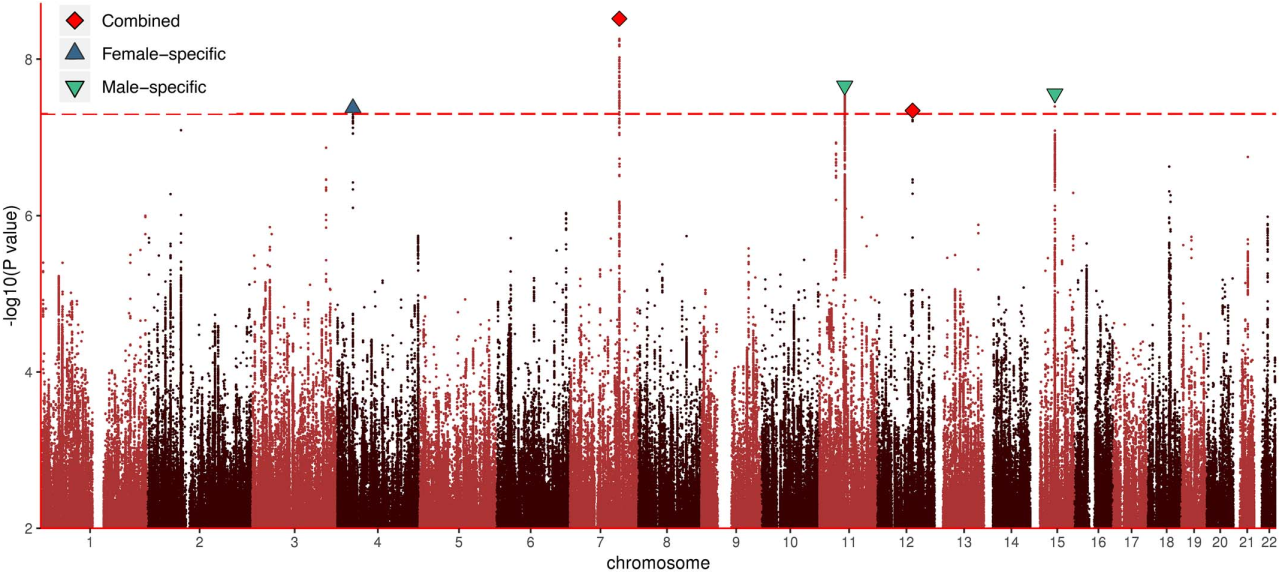 Combined
Female−specific
Male−specific
-log10(P value)
8
6
4
2
1 2 3 4 5 6 7 8 9 10 11 12 13 14 15 16 17 18 19 20 21 22
chromosome